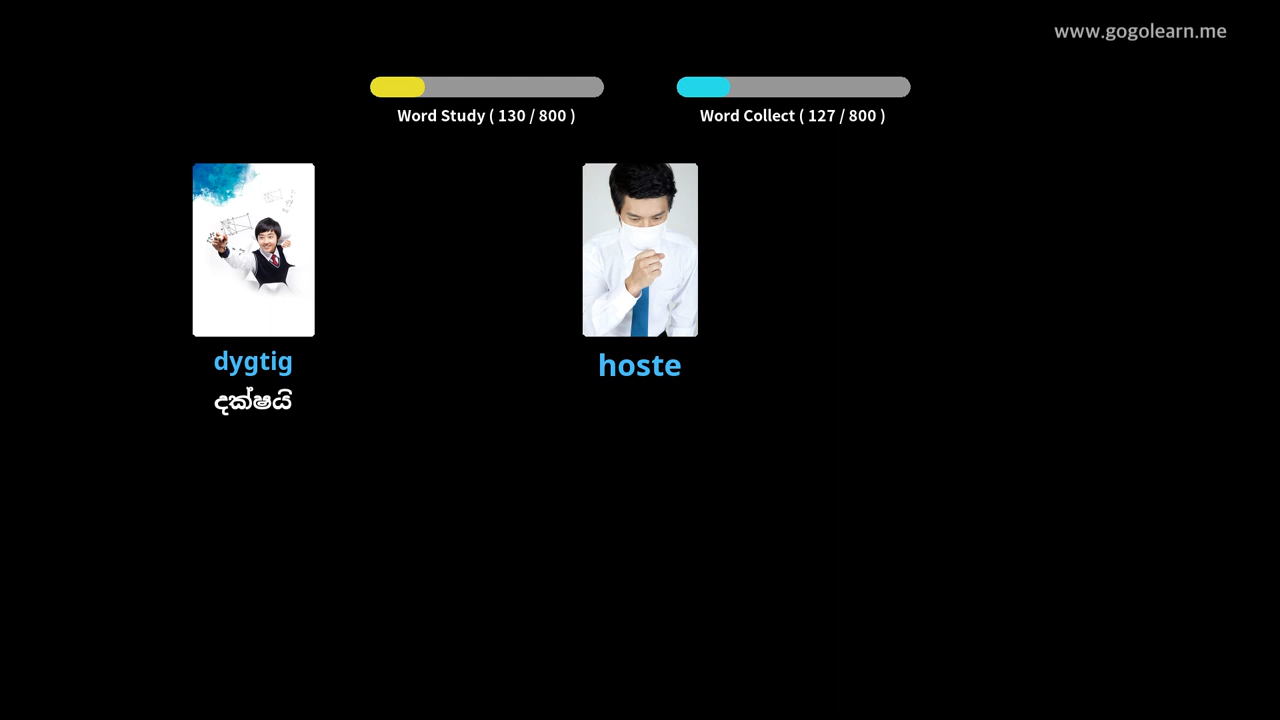 www.gogolearn.me
Word Study ( 130 / 800 )
Word Collect ( 127 / 800 )
dygtig
දක්ෂයි
hoste